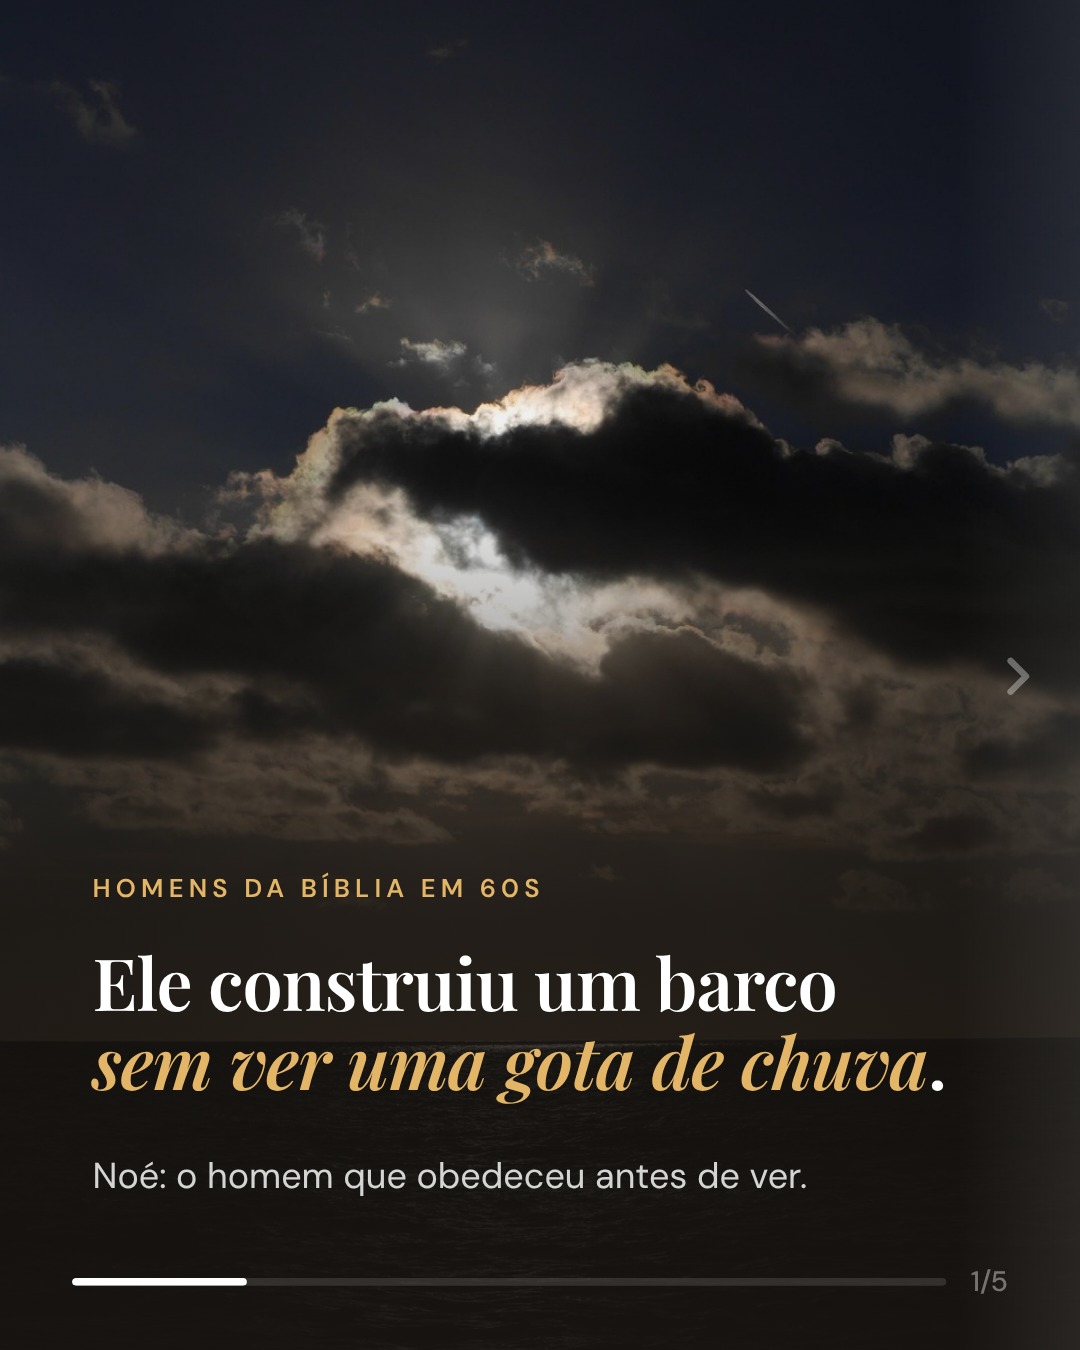 HOMENS DA BÍBLIA EM 60S
Ele construiu um barco
sem ver uma gota de chuva.
Noé: o homem que obedeceu antes de ver.
1/5